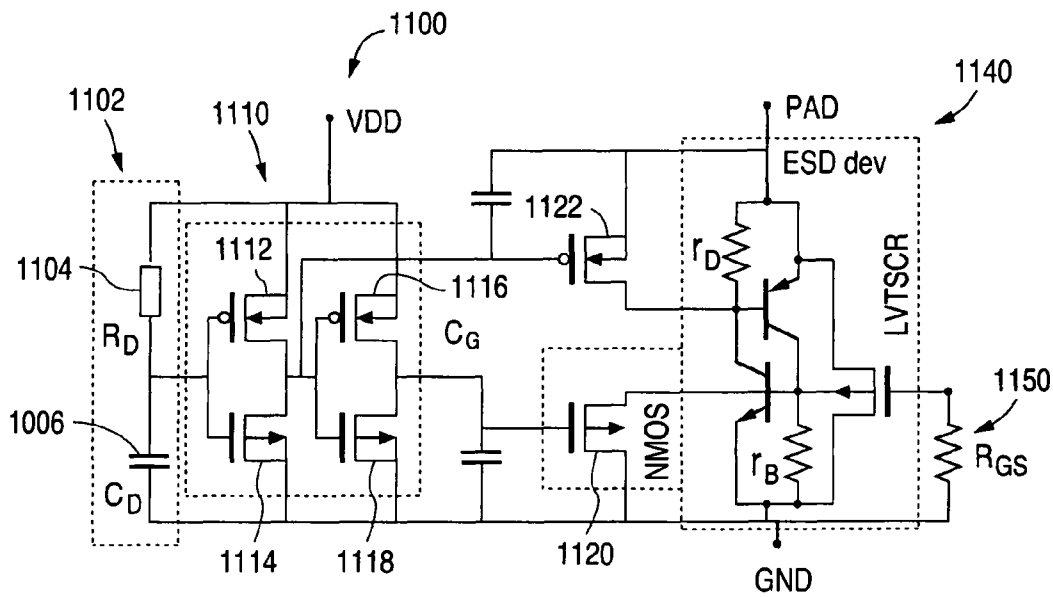 1100
1102
1110
VDD
1140
PAD
ESD dev
1122
1112
1104
1116
rD
LVTSCR
RD
CG
1006
NMOS
1150
rB
RGS
CD
1114
1118
1120
GND